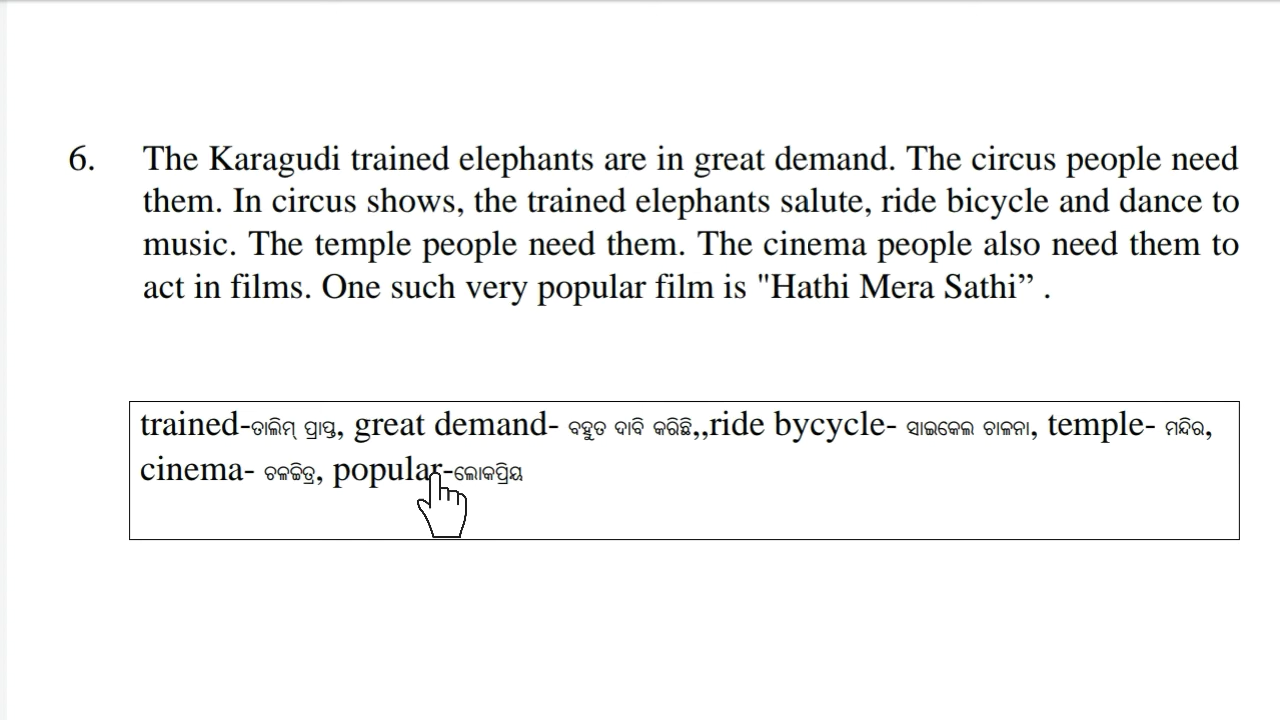 6. The Karagudi trained elephants are in great demand. The circus people need
them. In circus shows, the trained elephants salute, ride bicycle and dance to
music. The temple people need them. The cinema people also need them to
act in films. One such very popular film is "Hathi Mera Sathi” .
trained-ତାଲିମ୍ ପ୍ରାପ୍ତ, great demand- ବହୁତ ଦାବି କରିଛି,,ride bycycle- ସାଇକେଲ ଚାଳନା, temple- ମନ୍ଦିର,
cinema- ଚଳଚ୍ଚିତ୍ର, popular-ଲୋକପ୍ରିୟ